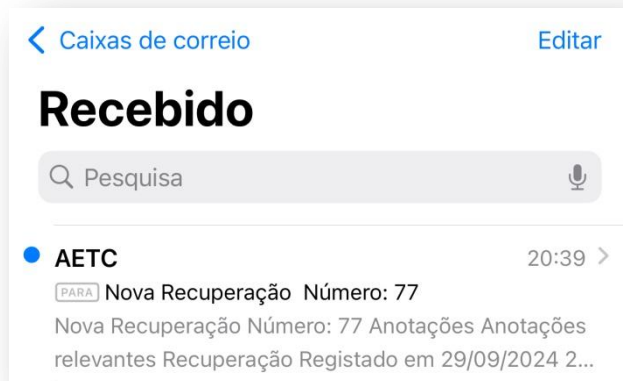 Caixas de correio Editar
Recebido
Pesquisa
AETC 20:39
PARA Nova Recuperação Número: 77
Nova Recuperação Número: 77 Anotações Anotações
relevantes Recuperação Registado em 29/09/2024 2...